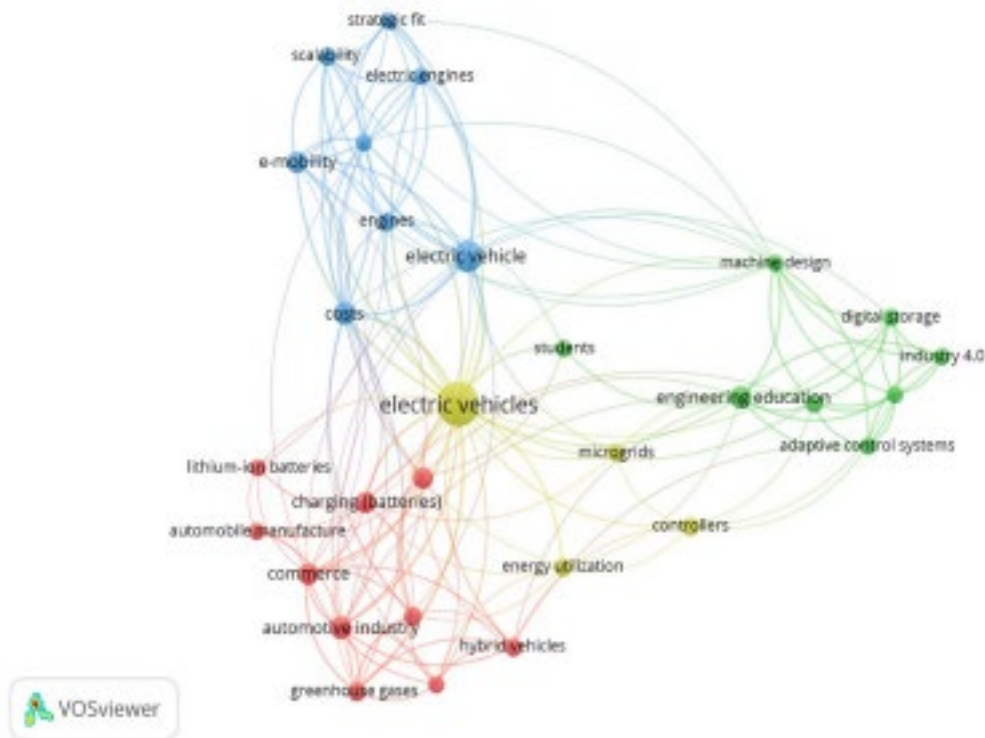 strategic fit
scalability
electric engines
e-mobility
engines
electric vehicle
machine design
costs
digital storage
students
industry 4.0
electric vehicles
engineering education
adaptive control systems
microgrids
lithium-ion batteries
charging (batteries)
controllers
automobile manufacture
energy utilization
commerce
automotive industry
hybrid vehicles
greenhouse gases
VOSviewer